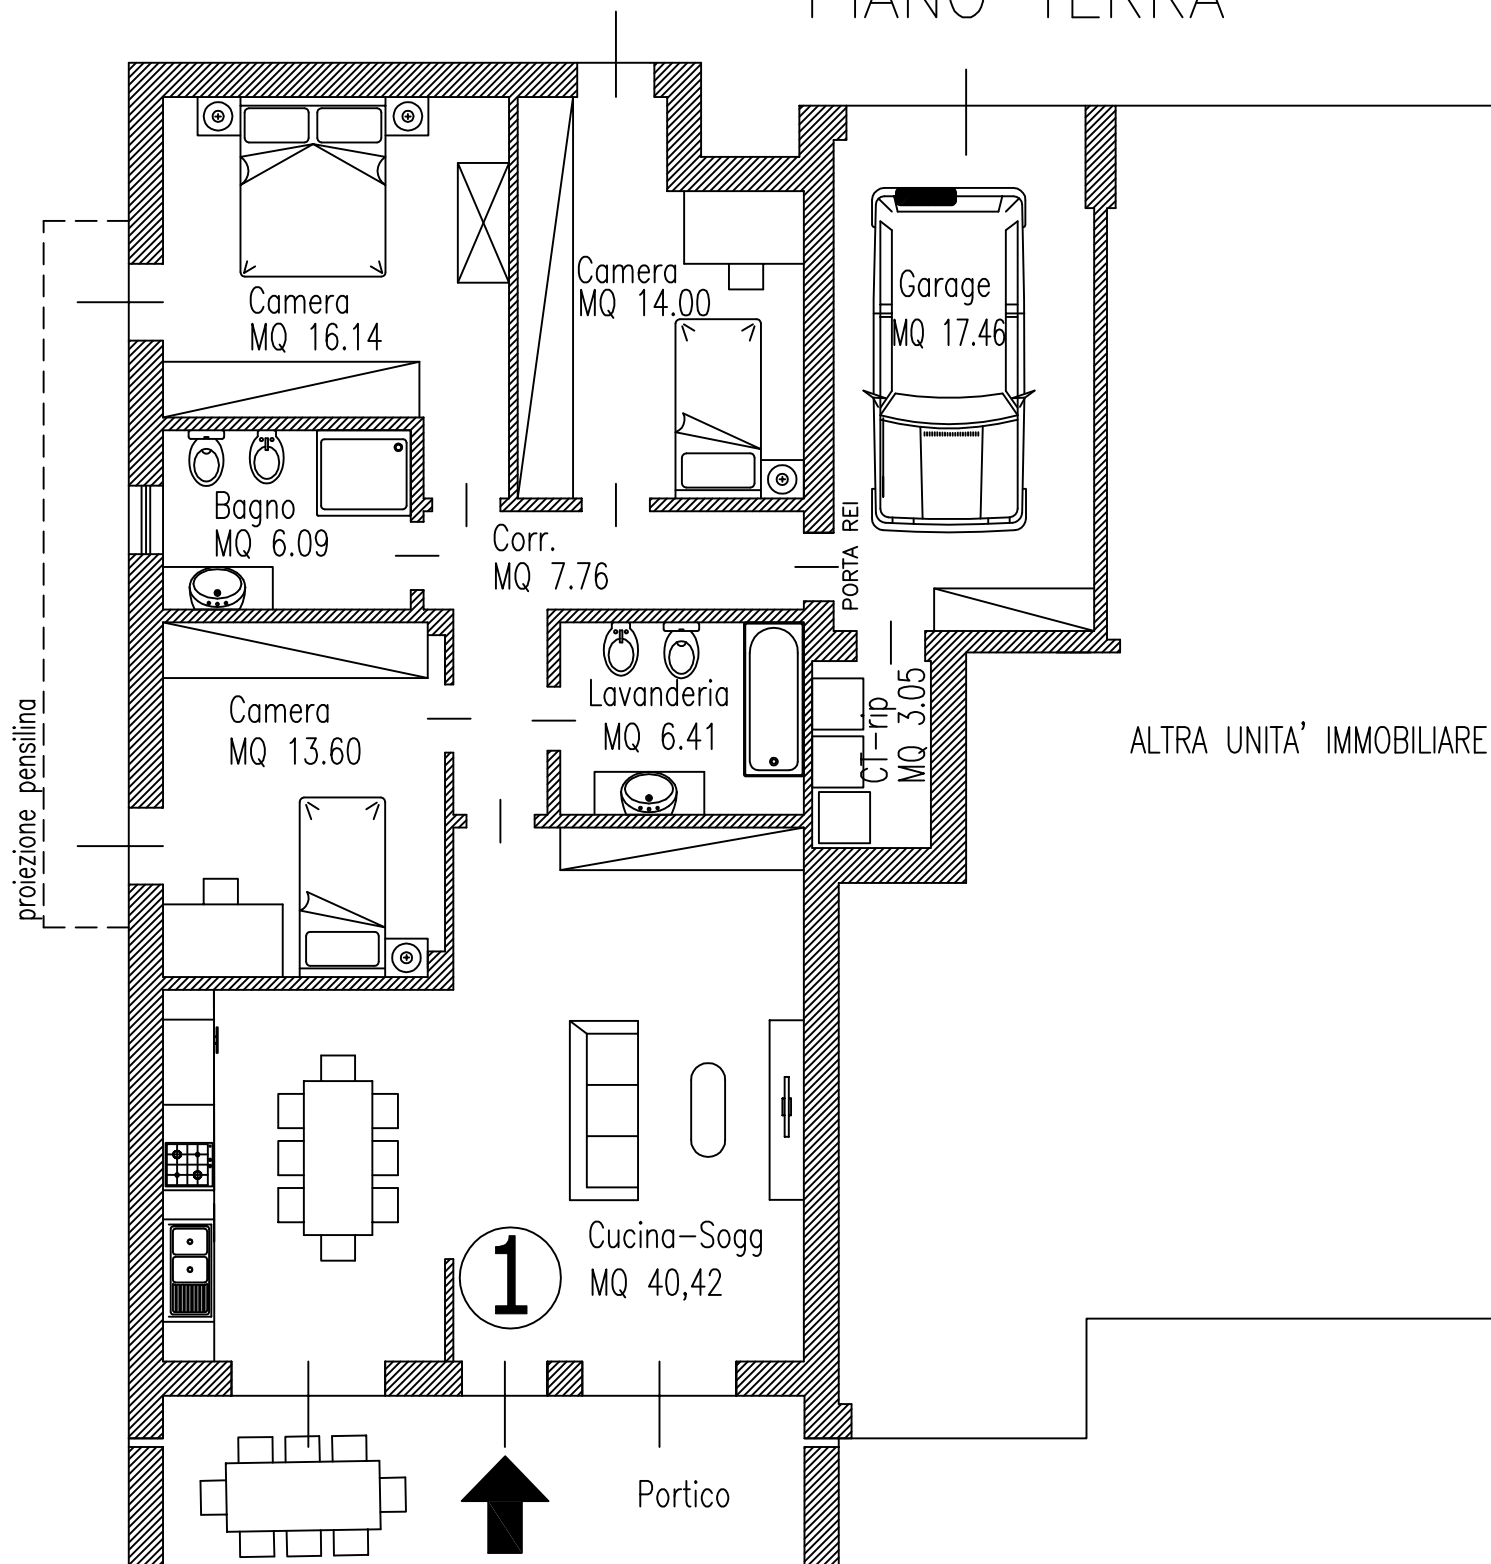 PIANO TERRA
Camera
MQ 16.14
Camera
MQ 14.00
Garage
MQ 17.46
Bagno
MQ 6.09
Corr.
MQ 7.76
PORTA REI
Camera
MQ 13.60
Lavanderia
MQ 6.41
CT-rip
MQ 3.05
ALTRA UNITA' IMMOBILIARE
proiezione pensilina
Cucina-Sogg
MQ 40,42
1
Portico